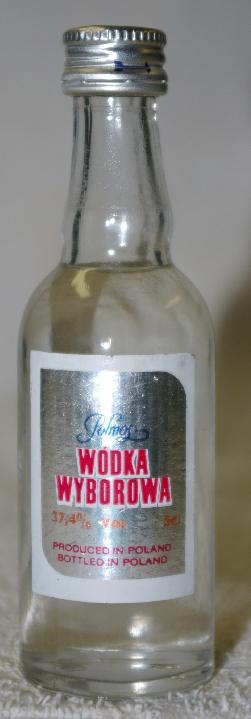 Polmos
WÓDKA
WYBOROWA
37,4% Vol 5cl
PRODUCED IN POLAND
BOTTLED IN POLAND